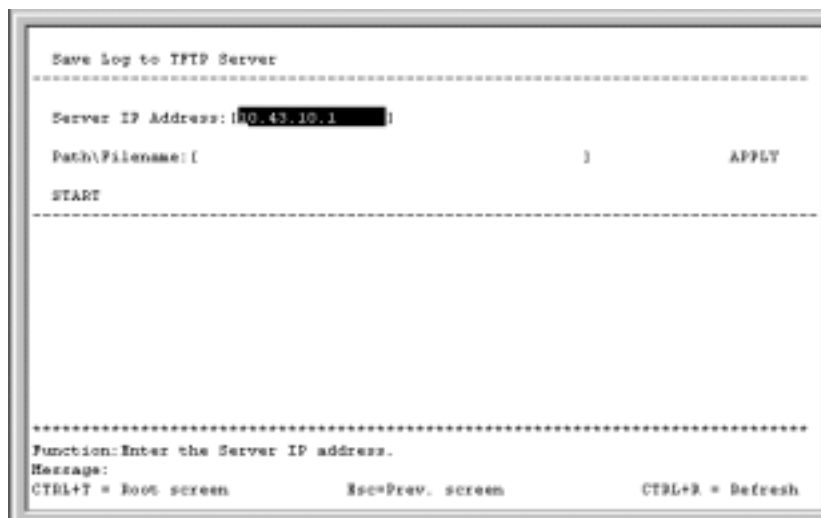 Save Log to TFTP Server
Server IP Address:[10.43.10.1 ]
Path\Filename:[ ] APPLY
START
Function:Enter the Server IP address.
Message:
CTRL+T = Root screen Esc=Prev. screen CTRL+R = Refresh